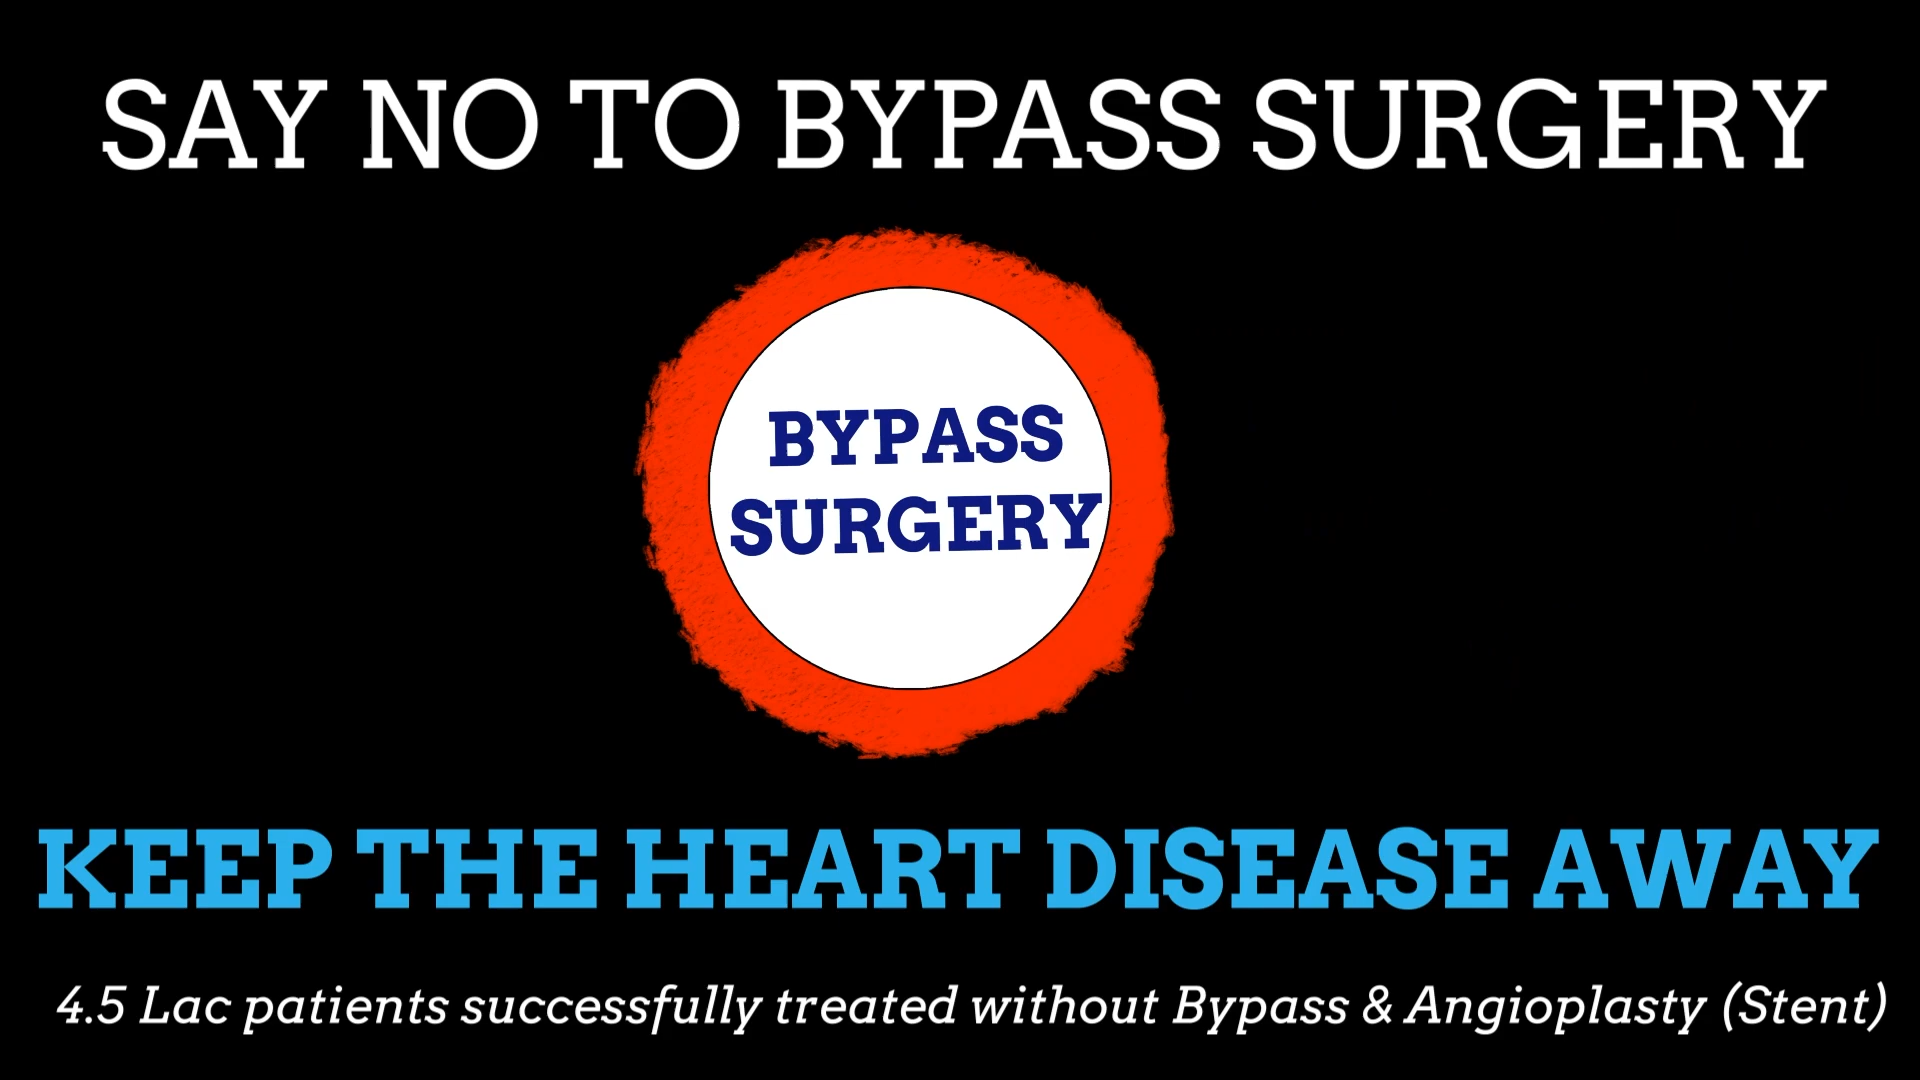 SAY NO TO BYPASS SURGERY
BYPASS
SURGERY
KEEP THE HEART DISEASE AWAY
4.5 Lac patients successfully treated without Bypass & Angioplasty (Stent)